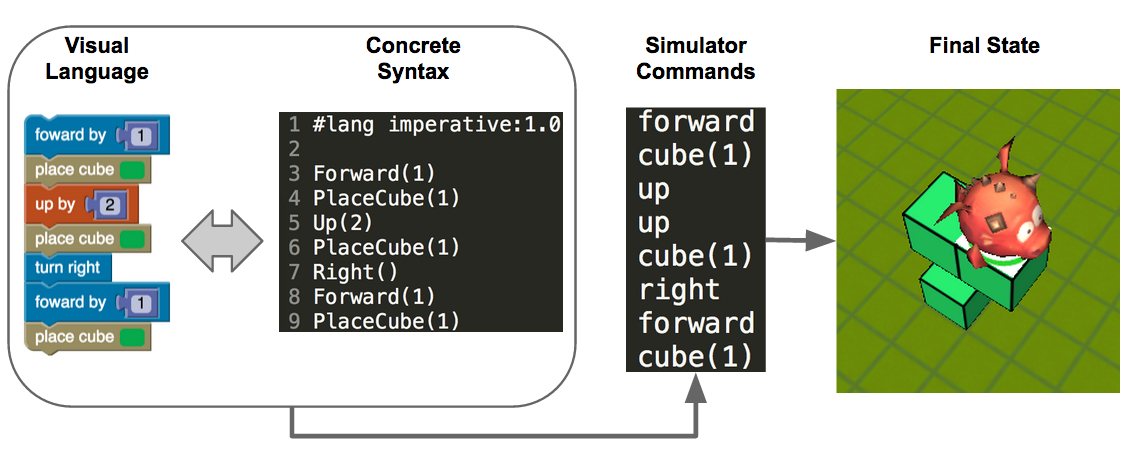 Visual
Language
foward by 1
place cube
up by 2
place cube
turn right
foward by 1
place cube
Concrete
Syntax
1 #lang imperative:1.0
2
3 Forward(1)
4 PlaceCube(1)
5 Up(2)
6 PlaceCube(1)
7 Right()
8 Forward(1)
9 PlaceCube(1)
Simulator
Commands
forward
cube(1)
up
up
cube(1)
right
forward
cube(1)
Final State